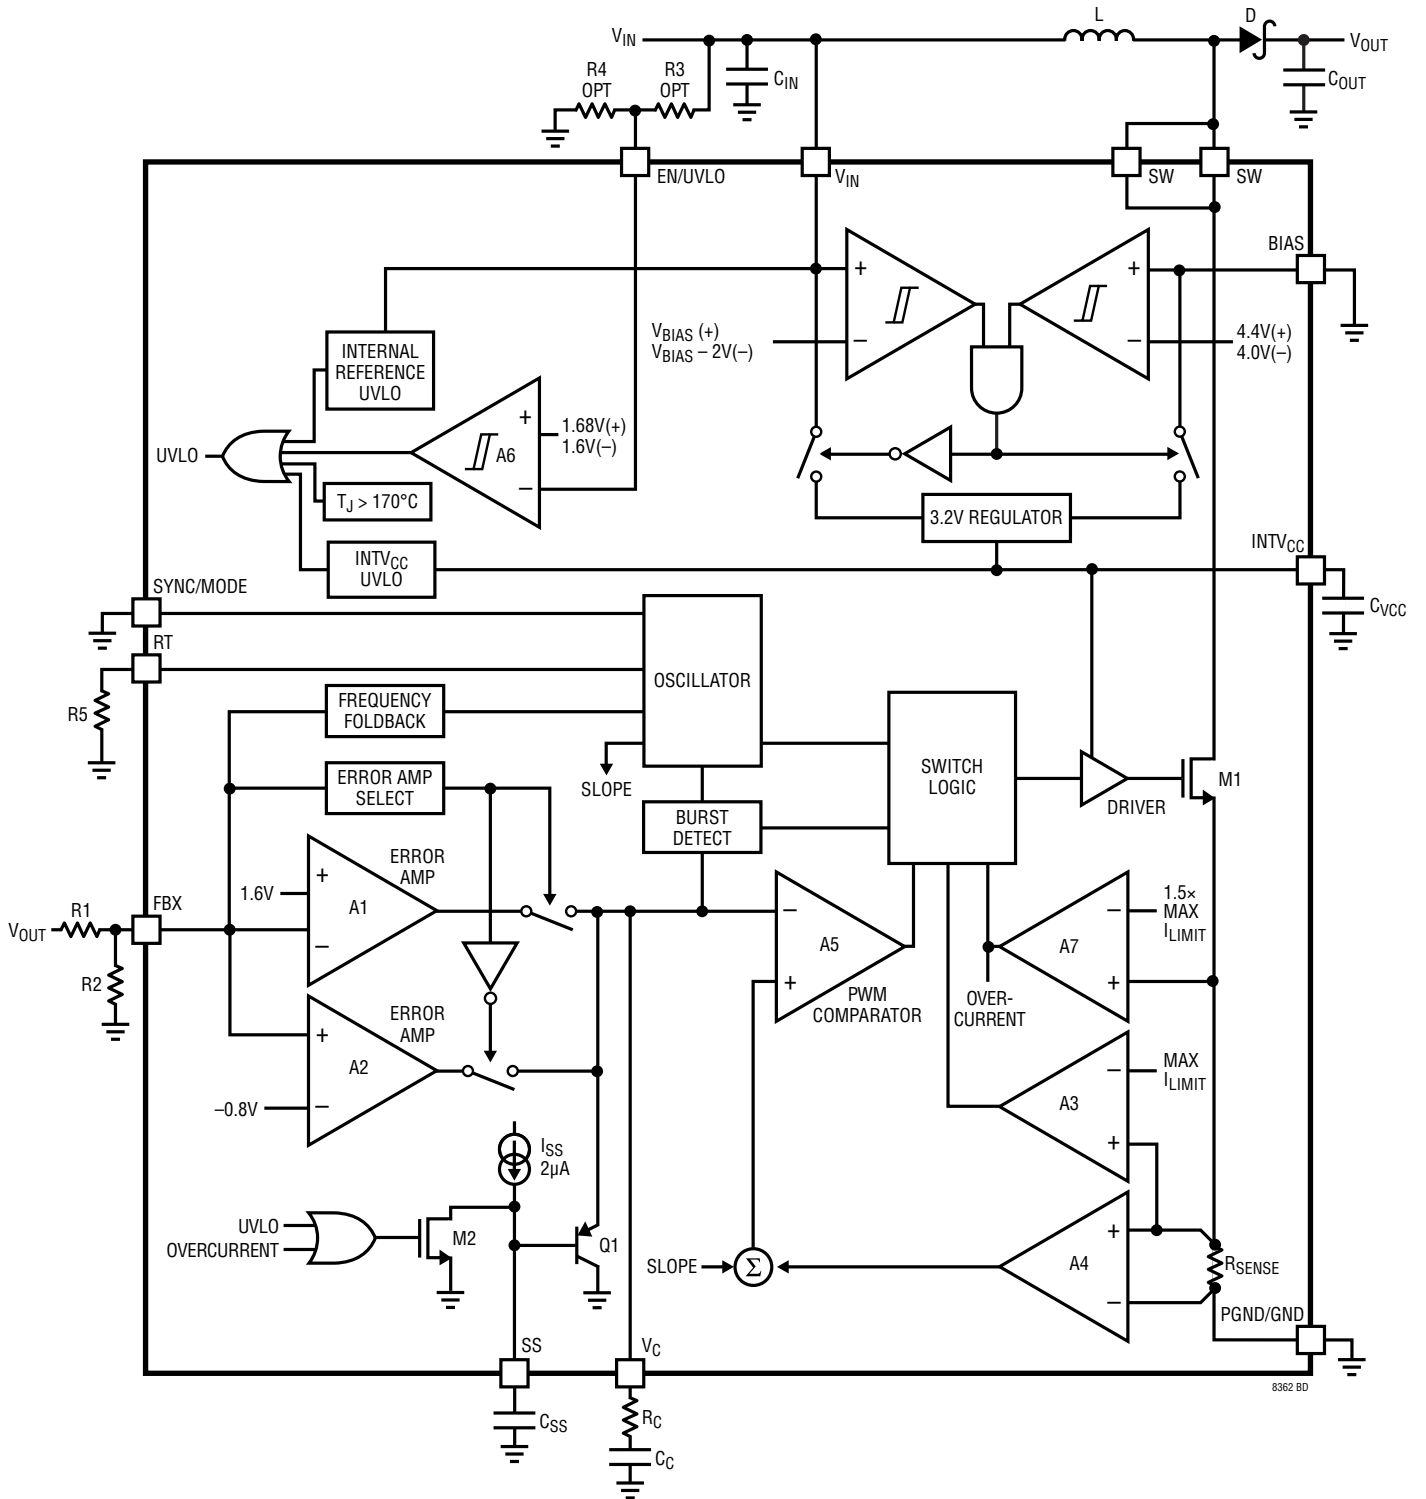 L
D
VIN
VOUT
R4
OPT
R3
OPT
CIN
COUT
EN/UVLO
VIN
SW
SW
BIAS
+
+
VBIAS (+)
VBIAS – 2V(–)
–
–
4.4V(+)
4.0V(–)
INTERNAL
REFERENCE
UVLO
+
1.68V(+)
1.6V(–)
A6
–
UVLO
TJ > 170°C
3.2V REGULATOR
INTVCC
UVLO
INTVCC
CVCC
SYNC/MODE
RT
R5
OSCILLATOR
FREQUENCY
FOLDBACK
SLOPE
ERROR AMP
SELECT
BURST
DETECT
SWITCH
LOGIC
DRIVER
M1
ERROR
AMP
+
1.6V
A1
–
FBX
R1
VOUT
R2
–
A5
+
PWM
COMPARATOR
OVER-
CURRENT
–
A7
+
1.5×
MAX
ILIMIT
ERROR
AMP
+
A2
–0.8V
–
–
MAX
ILIMIT
A3
+
ISS
2µA
UVLO
OVERCURRENT
M2
Q1
SLOPE
Σ
+
A4
–
RSENSE
PGND/GND
SS
VC
CSS
RC
CC
8362 BD